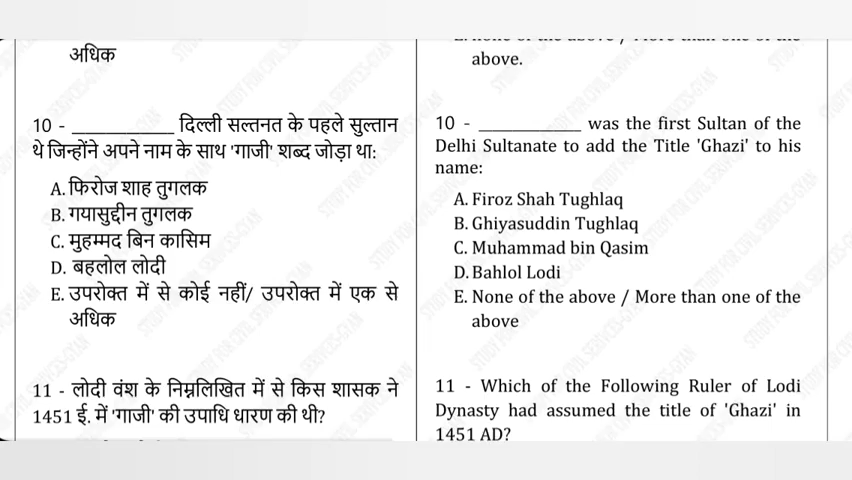 अधिक
10 - ____________ दिल्ली सल्तनत के पहले सुल्तान
थे जिन्होंने अपने नाम के साथ 'गाजी' शब्द जोड़ा था:
A. फिरोज शाह तुगलक
B. गयासुद्दीन तुगलक
C. मुहम्मद बिन कासिम
D. बहलोल लोदी
E. उपरोक्त में से कोई नहीं/ उपरोक्त में एक से
अधिक
11 - लोदी वंश के निम्नलिखित में से किस शासक ने
1451 ई. में 'गाजी' की उपाधि धारण की थी?
above.
10 - ____________ was the first Sultan of the
Delhi Sultanate to add the Title 'Ghazi' to his
name:
A. Firoz Shah Tughlaq
B. Ghiyasuddin Tughlaq
C. Muhammad bin Qasim
D. Bahlol Lodi
E. None of the above / More than one of the
above
11 - Which of the Following Ruler of Lodi
Dynasty had assumed the title of 'Ghazi' in
1451 AD?